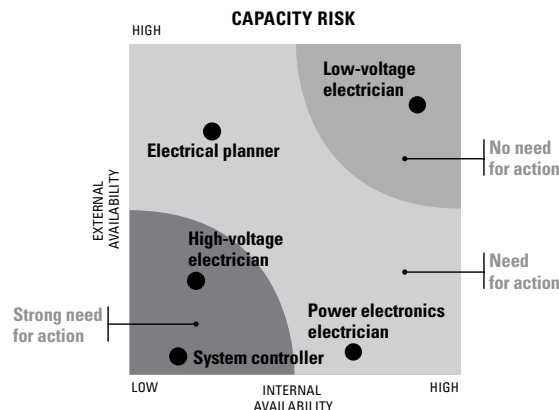 CAPACITY RISK
HIGH
Low-voltage
electrician
Electrical planner
No need
for action
EXTERNAL
AVAILABILITY
High-voltage
electrician
Need
for action
Strong need
for action
Power electronics
electrician
System controller
LOW
INTERNAL
AVAILABILITY
HIGH